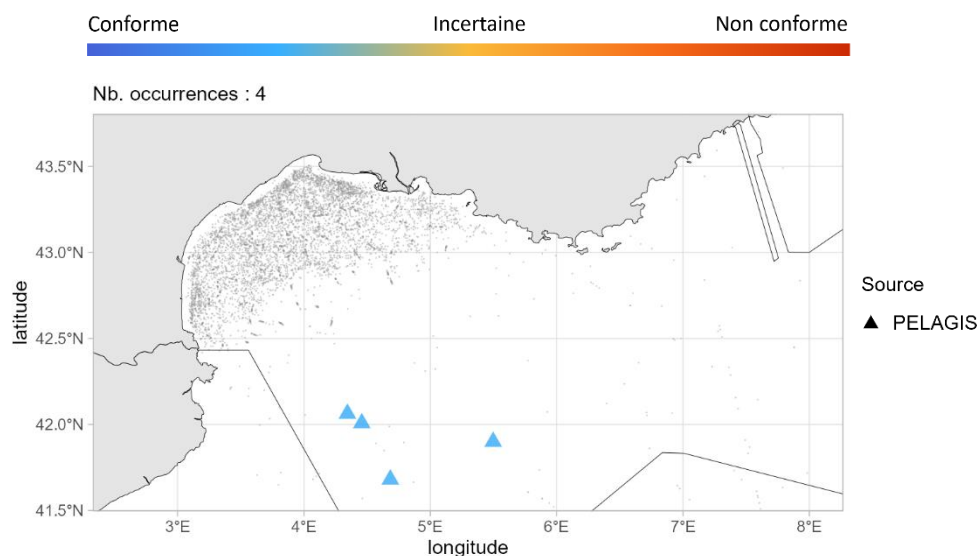 Conforme Incertaine Non conforme
Nb. occurrences : 4
43.5°N
43.0°N
42.5°N
42.0°N
41.5°N
latitude
3°E 4°E 5°E 6°E 7°E 8°E
longitude
Source
PELAGIS